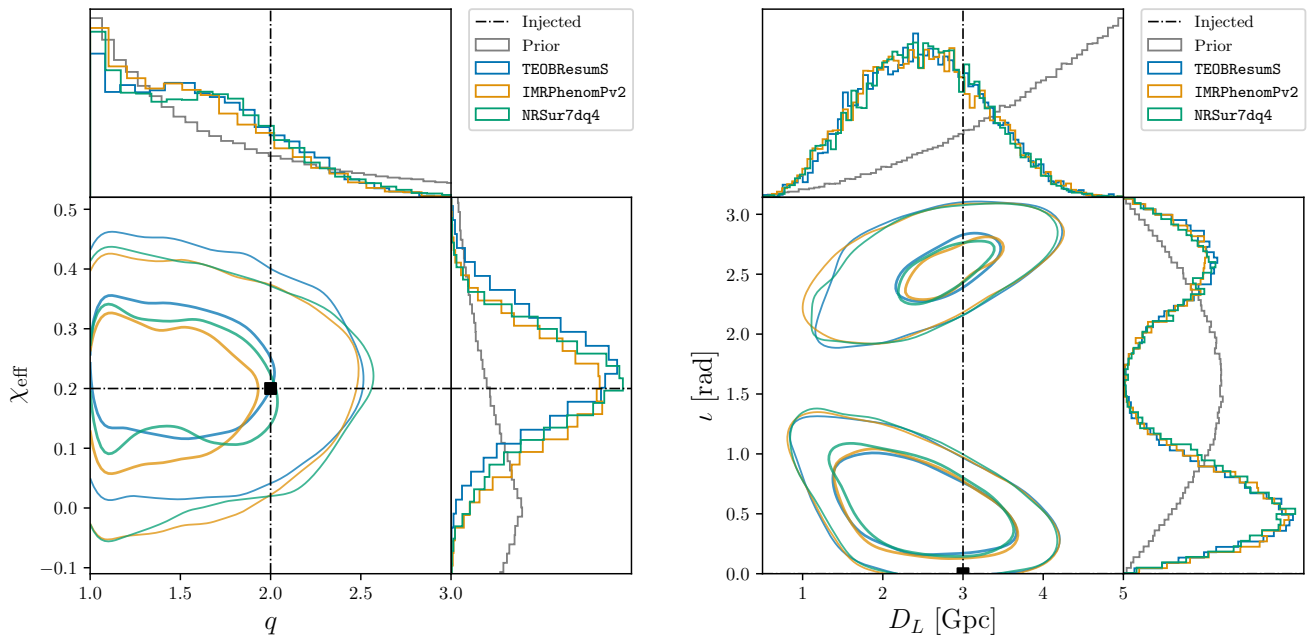 Injected
Prior
TEOBResumS
IMRPhenomPv2
NRSur7dq4
0.5
0.4
0.3
0.2
0.1
0.0
−0.1
χeff
1.0
1.5
2.0
2.5
3.0
q
Injected
Prior
TEOBResumS
IMRPhenomPv2
NRSur7dq4
3.0
2.5
2.0
1.5
1.0
0.5
0.0
ι [rad]
1
2
3
4
5
D_L [Gpc]